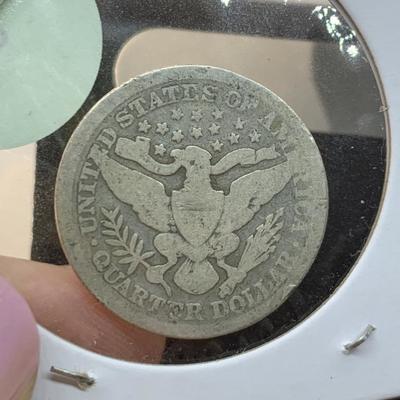 UNITED STATES OF AMERICA
QUARTER DOLLAR